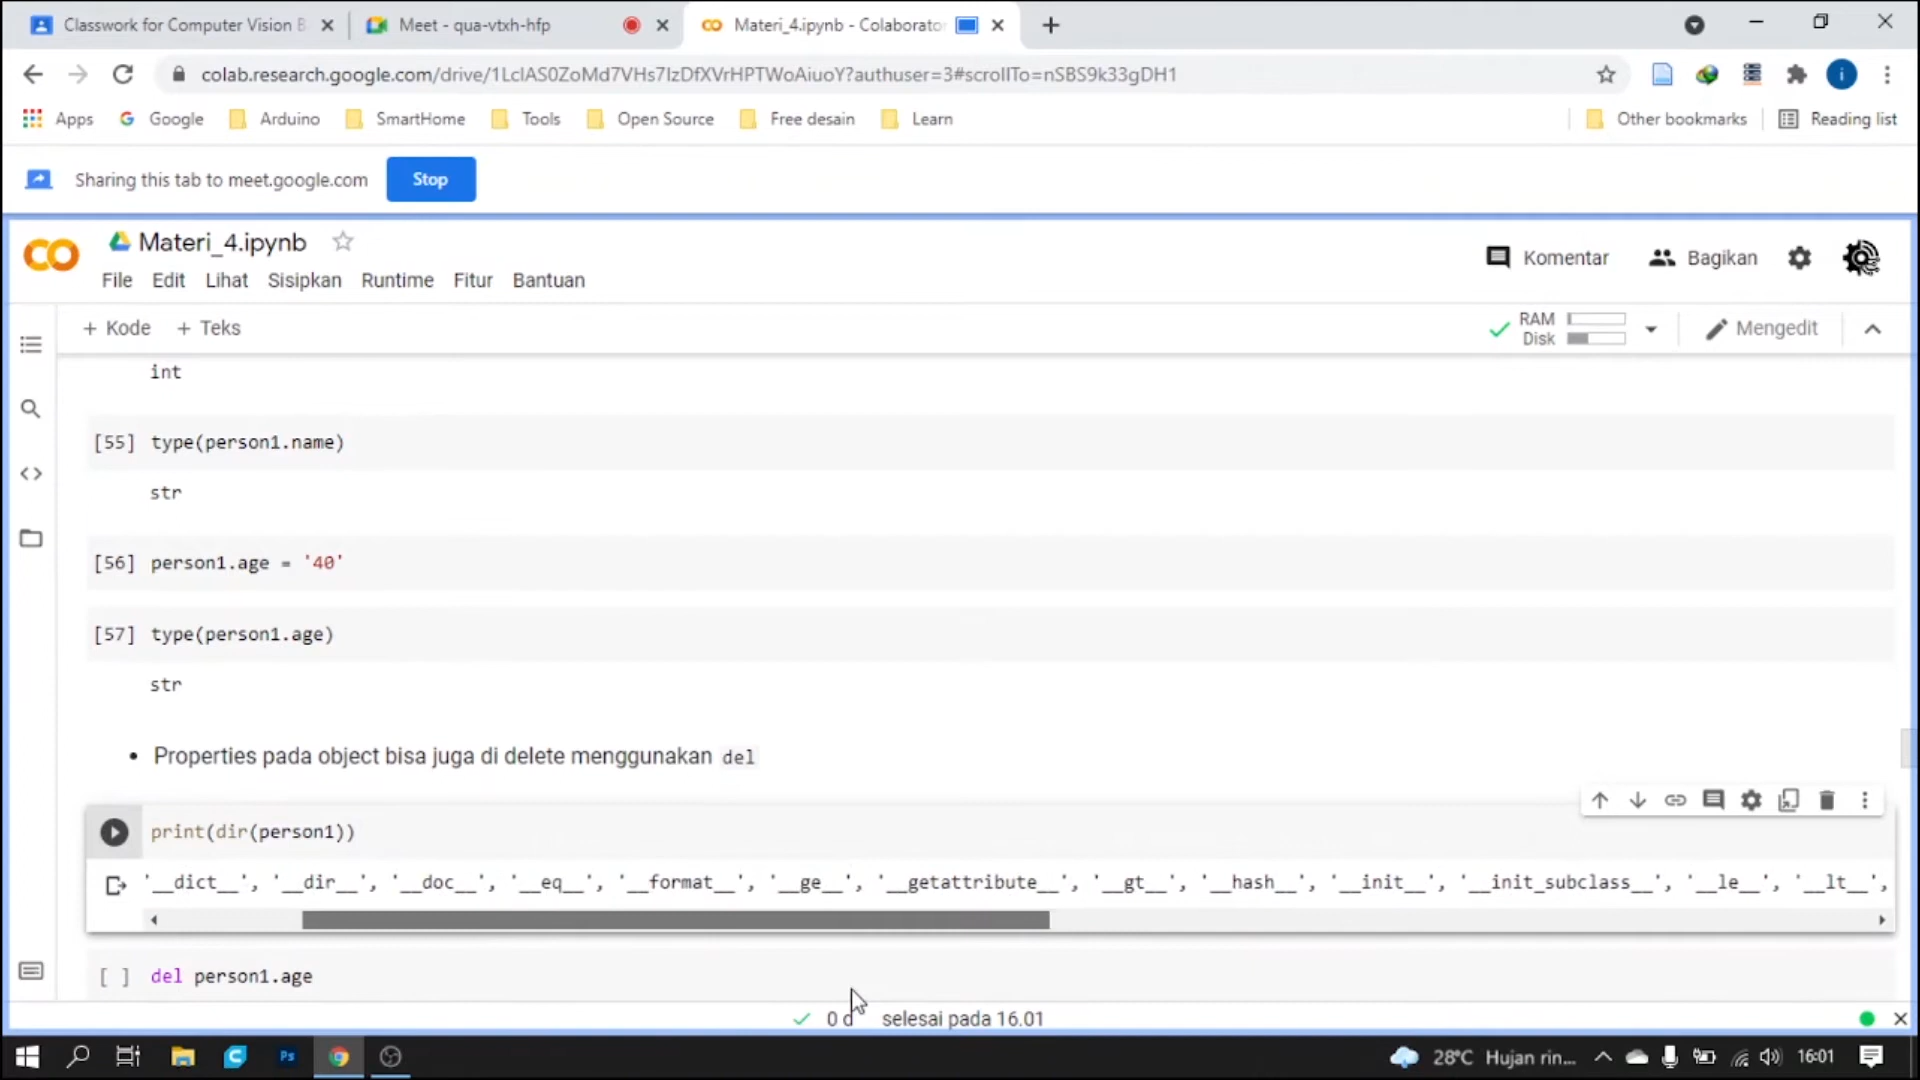 Classwork for Computer Vision B
Meet - qua-vtxh-hfp
Materi_4.ipynb - Colaborator
colab.research.google.com/drive/1LclAS0ZoMd7VHs7IzDfXVrHPTWoAiuoY?authuser=3#scrollTo=nSBS9k33gDH1
Apps
Google
Arduino
SmartHome
Tools
Open Source
Free desain
Learn
Other bookmarks
Reading list
Sharing this tab to meet.google.com
Stop
Materi_4.ipynb
Komentar
Bagikan
File Edit Lihat Sisipkan Runtime Fitur Bantuan
+ Kode + Teks
RAM
Disk
Mengedit
int
[55] type(person1.name)
str
[56] person1.age = '40'
[57] type(person1.age)
str
• Properties pada object bisa juga di delete menggunakan del
print(dir(person1))
'__dict__', '__dir__', '__doc__', '__eq__', '__format__', '__ge__', '__getattribute__', '__gt__', '__hash__', '__init__', '__init_subclass__', '__le__', '__lt__',
[ ] del person1.age
0 d selesai pada 16.01
28°C Hujan rin...
16:01